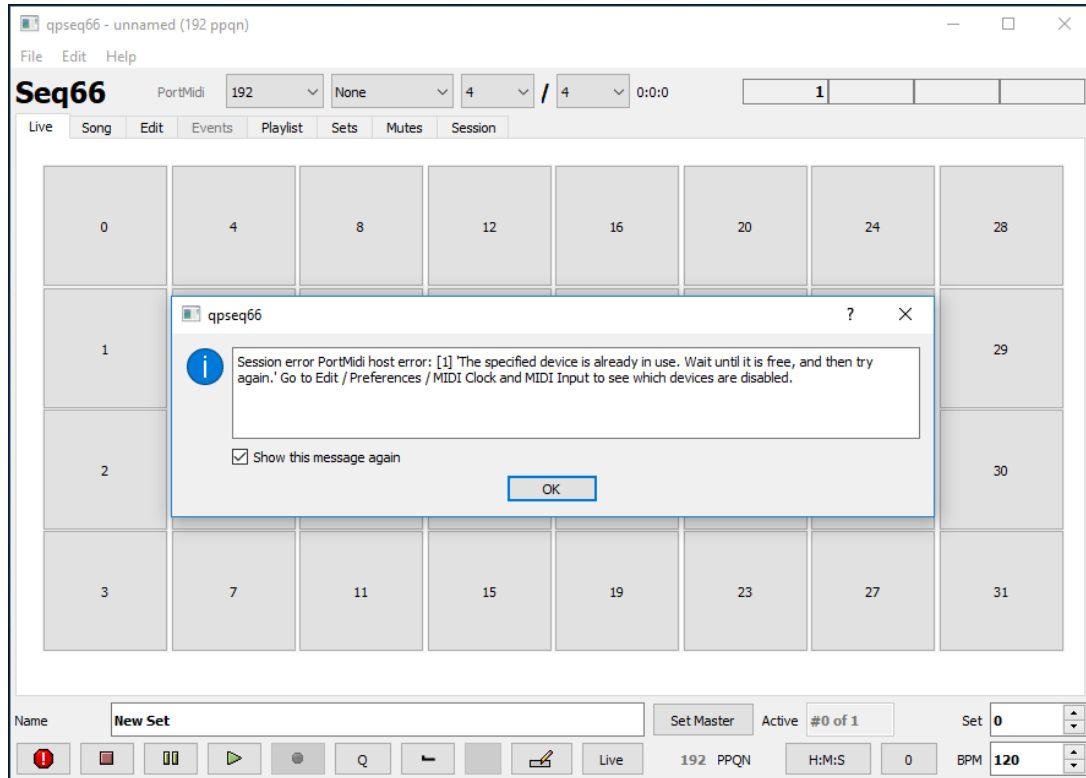 qpseq66 - unnamed (192 ppqn)
File Edit Help
Seq66 PortMidi 192 None 4 / 4 0:0:0 1
Live Song Edit Events Playlist Sets Mutes Session
0 4 8 12 16 20 24 28
qpseq66 ?
1 29
Session error PortMidi host error: [1] 'The specified device is already in use. Wait until it is free, and then try
again.' Go to Edit / Preferences / MIDI Clock and MIDI Input to see which devices are disabled.
Show this message again
2 30
OK
3 7 11 15 19 23 27 31
Name New Set Set Master Active #0 of 1 Set 0
Q Live 192 PPQN H:M:S 0 BPM 120